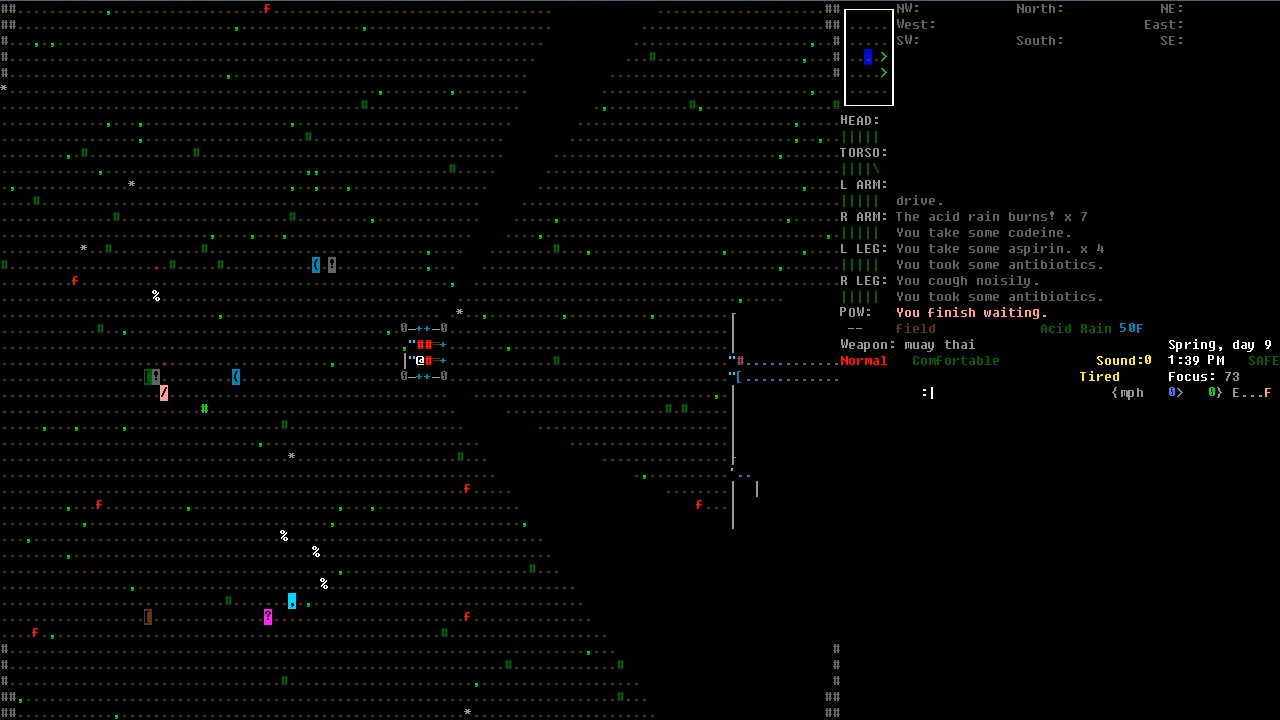 NW: North: NE:
West: East:
SW: South: SE:
HEAD:
TORSO:
L ARM:
drive.
R ARM: The acid rain burns! x 7
You take some codeine.
L LEG: You take some aspirin. x 4
You took some antibiotics.
R LEG: You cough noisily.
You took some antibiotics.
POW: You finish waiting.
-- Field Acid Rain 50F
Weapon: muay thai Spring, day 9
Normal Comfortable Sound:0 1:39 PM SAFE
Tired Focus: 73
:| {mph 0> 0} E...F